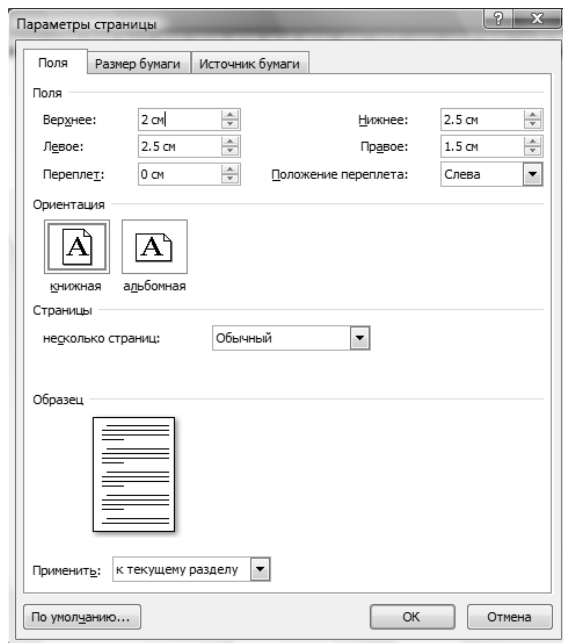 Параметры страницы
Поля Размер бумаги Источник бумаги
Поля
Верхнее: 2 см Нижнее: 2.5 см
Левое: 2.5 см Правое: 1.5 см
Переплет: 0 см Положение переплета: Слева
Ориентация
A A
книжная альбомная
Страницы
несколько страниц: Обычный
Образец
Применить: к текущему разделу
По умолчанию... ОК Отмена